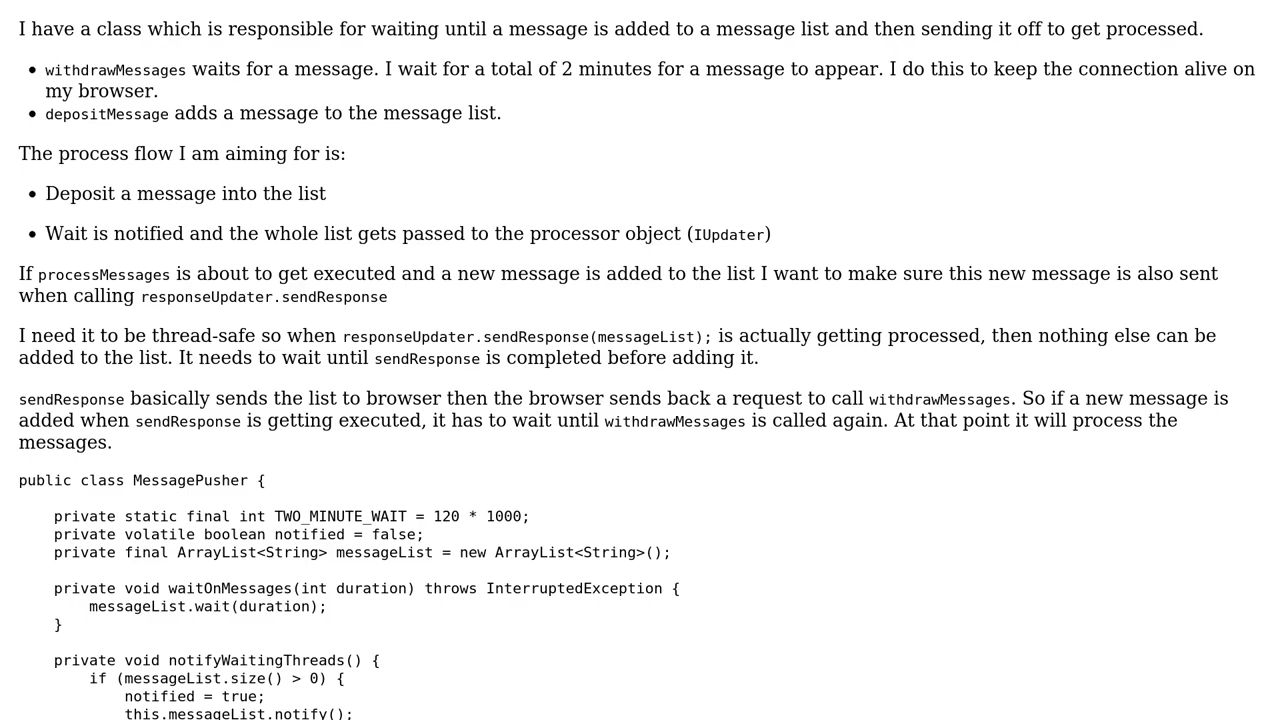 I have a class which is responsible for waiting until a message is added to a message list and then sending it off to get processed.
• withdrawMessages waits for a message. I wait for a total of 2 minutes for a message to appear. I do this to keep the connection alive on
my browser.
• depositMessage adds a message to the message list.
The process flow I am aiming for is:
• Deposit a message into the list
• Wait is notified and the whole list gets passed to the processor object (IUpdater)
If processMessages is about to get executed and a new message is added to the list I want to make sure this new message is also sent
when calling responseUpdater.sendResponse
I need it to be thread-safe so when responseUpdater.sendResponse(messageList); is actually getting processed, then nothing else can be
added to the list. It needs to wait until sendResponse is completed before adding it.
sendResponse basically sends the list to browser then the browser sends back a request to call withdrawMessages. So if a new message is
added when sendResponse is getting executed, it has to wait until withdrawMessages is called again. At that point it will process the
messages.
public class MessagePusher {
    private static final int TWO_MINUTE_WAIT = 120 * 1000;
    private volatile boolean notified = false;
    private final ArrayList<String> messageList = new ArrayList<String>();
    private void waitOnMessages(int duration) throws InterruptedException {
        messageList.wait(duration);
    }
    private void notifyWaitingThreads() {
        if (messageList.size() > 0) {
            notified = true;
            this.messageList.notify();